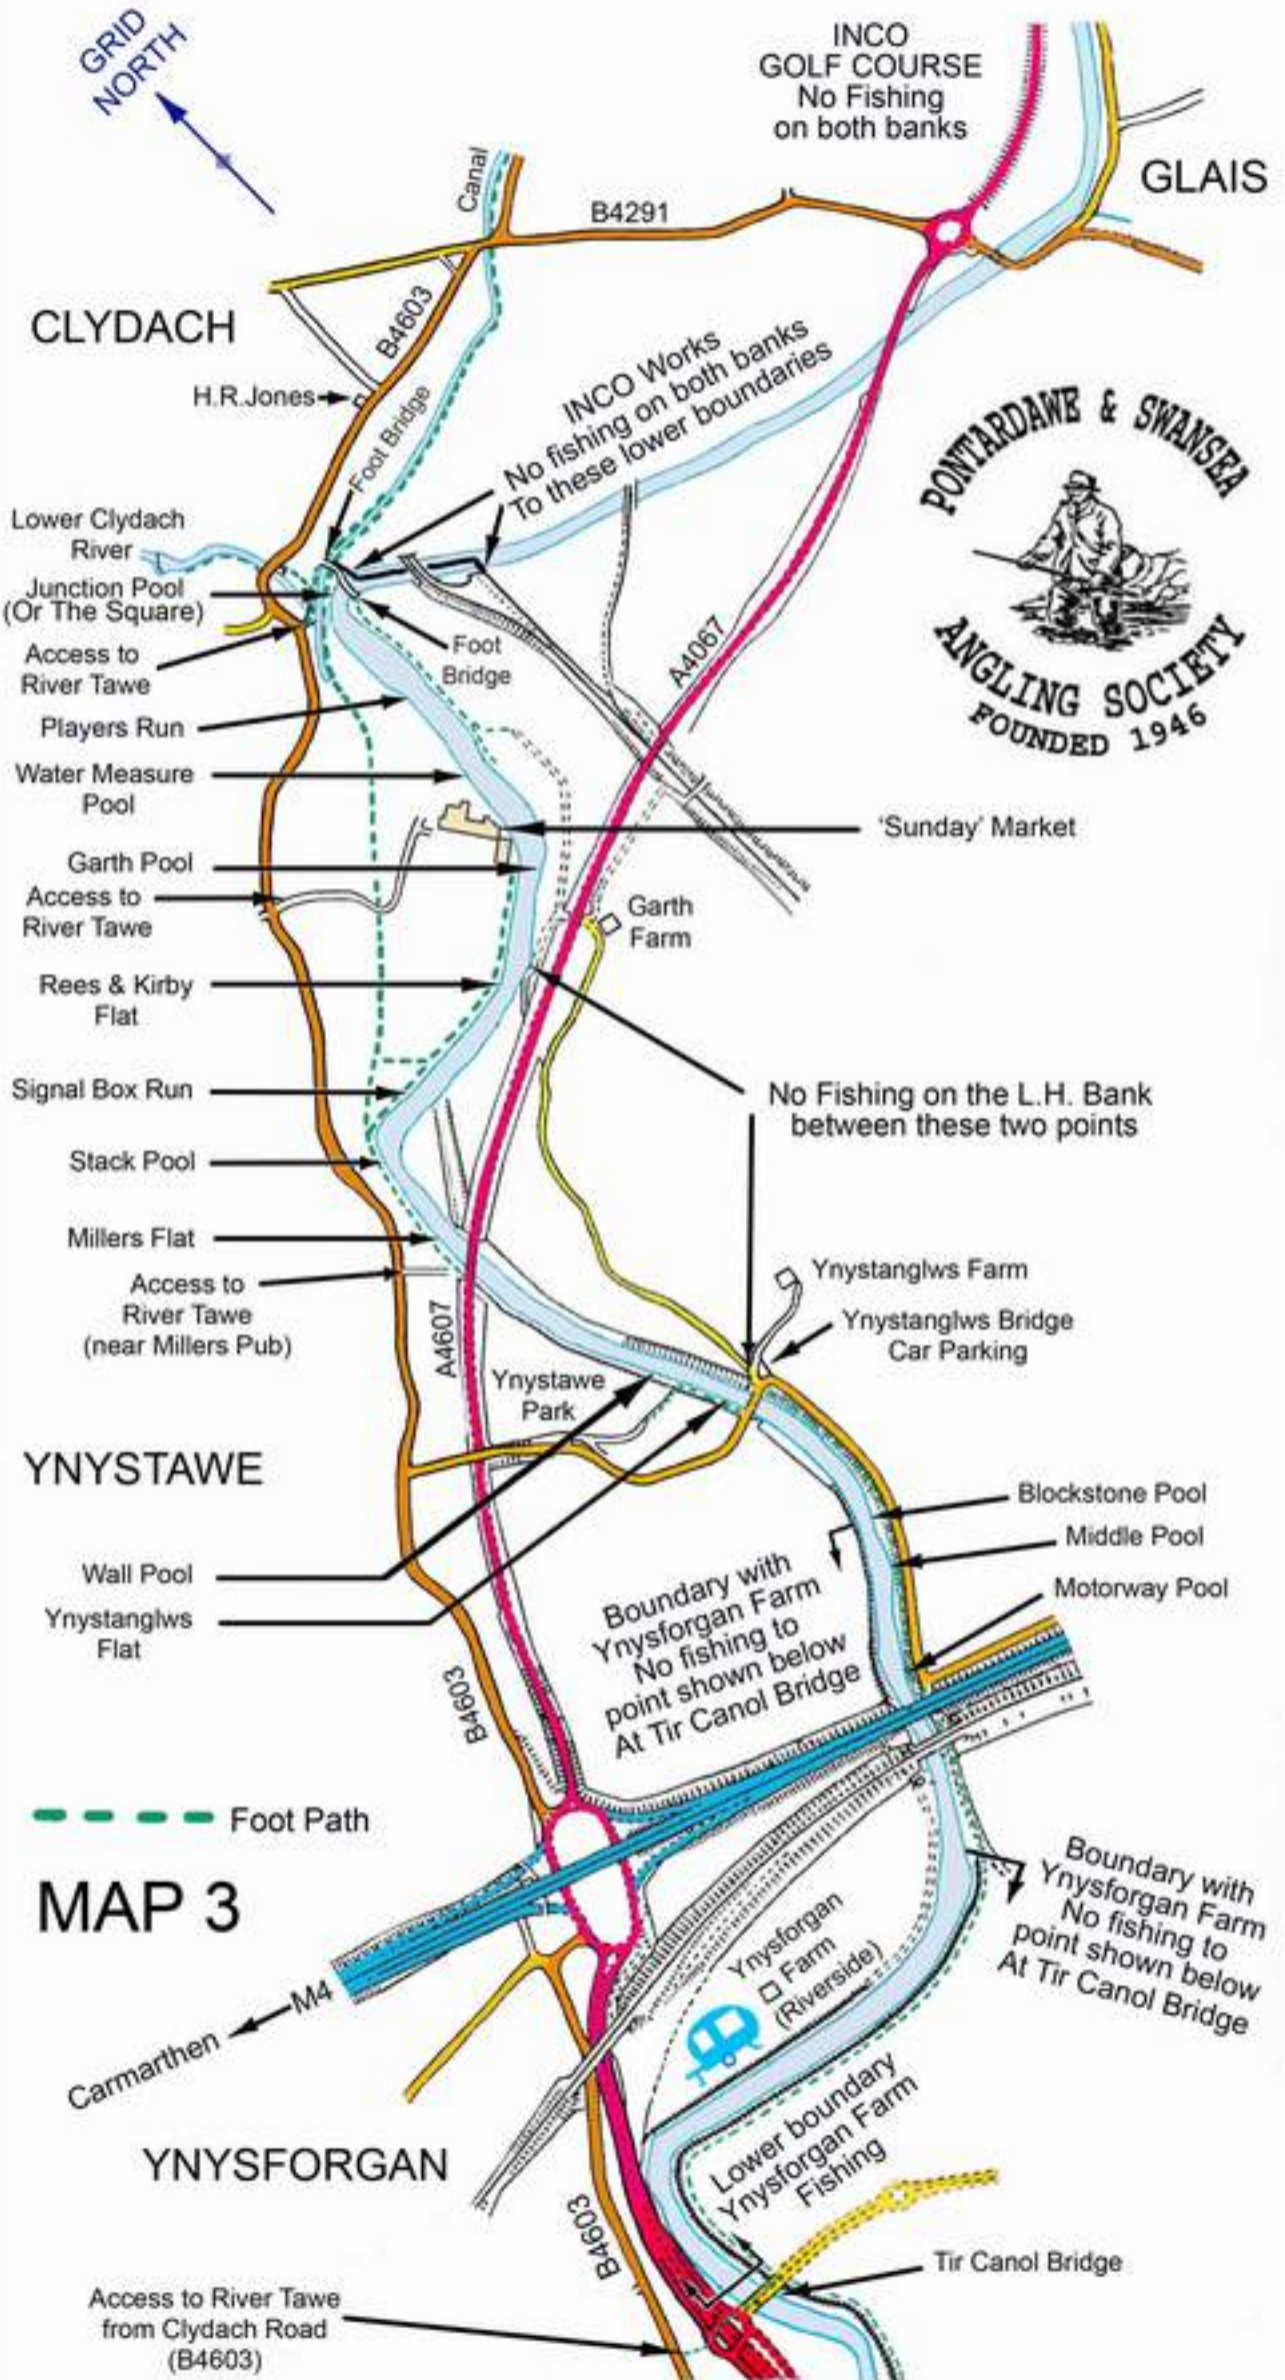 GRID
NORTH
INCO
GOLF COURSE
No Fishing
on both banks
GLAIS
Canal
B4291
CLYDACH
B4603
H.R.Jones
Foot Bridge
INCO Works
No fishing on both banks
To these lower boundaries
PONTARDAWE & SWANSEA
ANGLING SOCIETY
FOUNDED 1946
Lower Clydach
River
Junction Pool
(Or The Square)
Access to
River Tawe
Foot
Bridge
A4067
Players Run
Water Measure
Pool
'Sunday' Market
Garth Pool
Access to
River Tawe
Garth
Farm
Rees & Kirby
Flat
Signal Box Run
No Fishing on the L.H. Bank
between these two points
Stack Pool
Millers Flat
Access to
River Tawe
(near Millers Pub)
A4607
Ynystanglws Farm
Ynystanglws Bridge
Car Parking
Ynystawe
Park
YNYSTAWE
Blockstone Pool
Middle Pool
Motorway Pool
Wall Pool
Ynystanglws
Flat
Boundary with
Ynysforgan Farm
No fishing to
point shown below
At Tir Canol Bridge
B4603
Foot Path
MAP 3
Boundary with
Ynysforgan Farm
No fishing to
point shown below
At Tir Canol Bridge
Ynysforgan
Farm
(Riverside)
M4
Carmarthen
YNYSFORGAN
Lower boundary
Ynysforgan Farm
Fishing
B4603
Tir Canol Bridge
Access to River Tawe
from Clydach Road
(B4603)